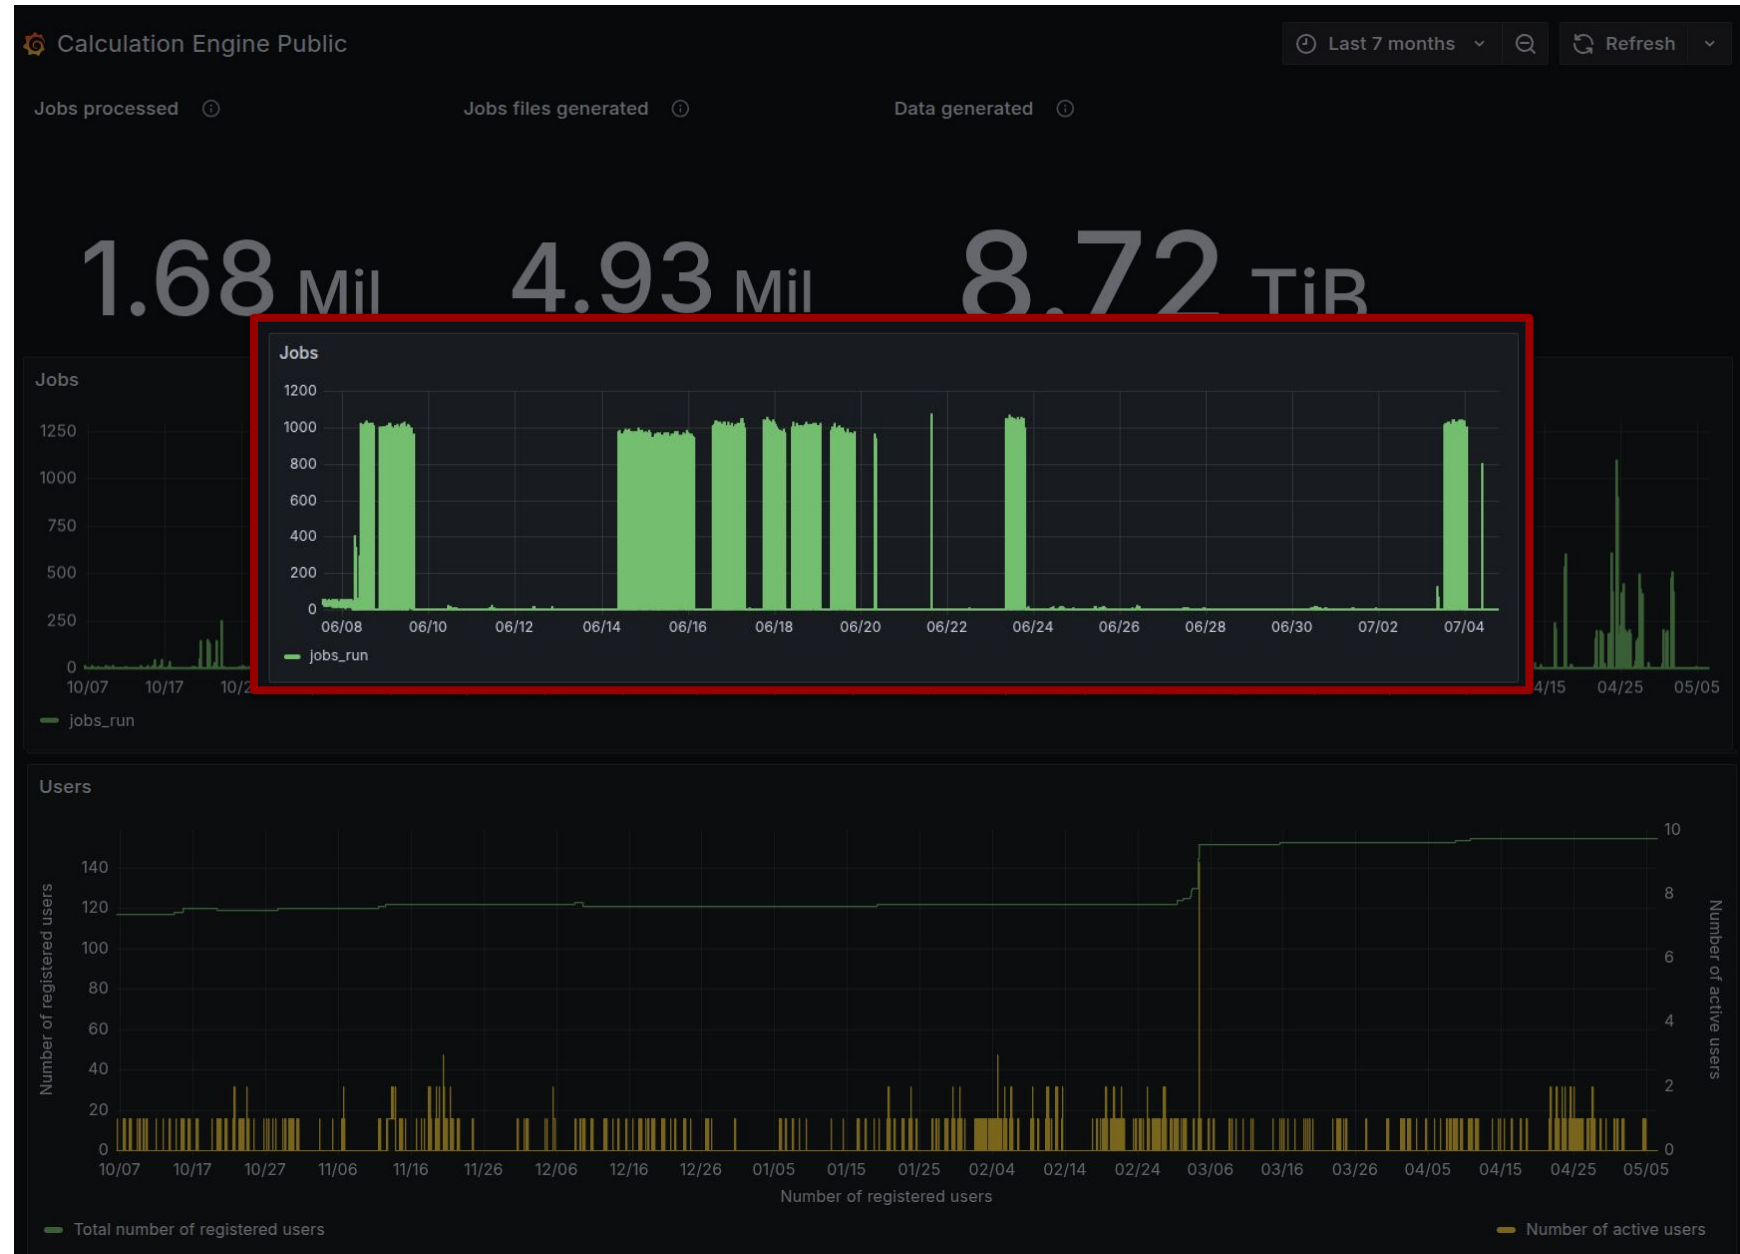 Calculation Engine Public
Last 7 months
Refresh
Jobs processed
Jobs files generated
Data generated
1.68 Mil
4.93 Mil
8.72 TiB
Jobs
1250
1000
750
500
250
0
10/07 10/17
4/15 04/25 05/05
jobs_run
Jobs
1200
1000
800
600
400
200
0
06/08 06/10 06/12 06/14 06/16 06/18 06/20 06/22 06/24 06/26 06/28 06/30 07/02 07/04
jobs_run
Users
Number of registered users
140
120
100
80
60
40
20
0
10
8
6
4
2
0
Number of active users
10/07 10/17 10/27 11/06 11/16 11/26 12/06 12/16 12/26 01/05 01/15 01/25 02/04 02/14 02/24 03/06 03/16 03/26 04/05 04/15 04/25 05/05
Number of registered users
Total number of registered users
Number of active users